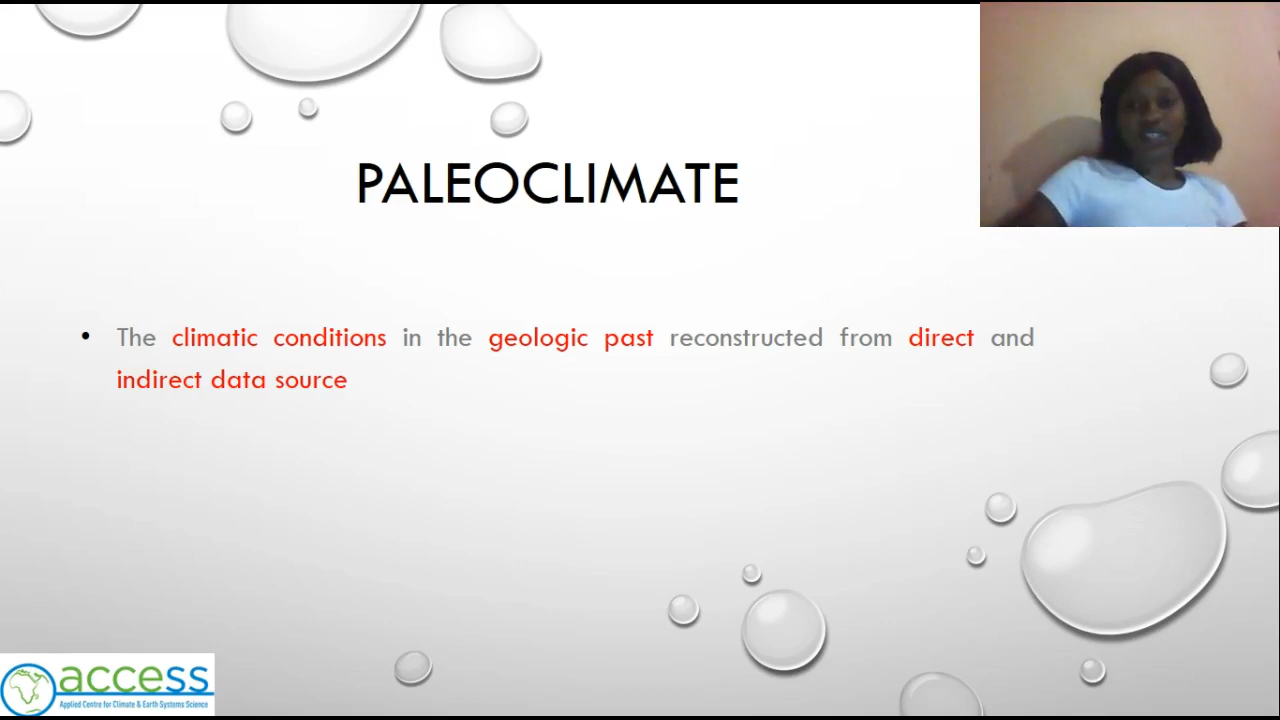 PALEOCLIMATE
• The climatic conditions in the geologic past reconstructed from direct and
indirect data source
access
Applied Centre for Climate & Earth Systems Science